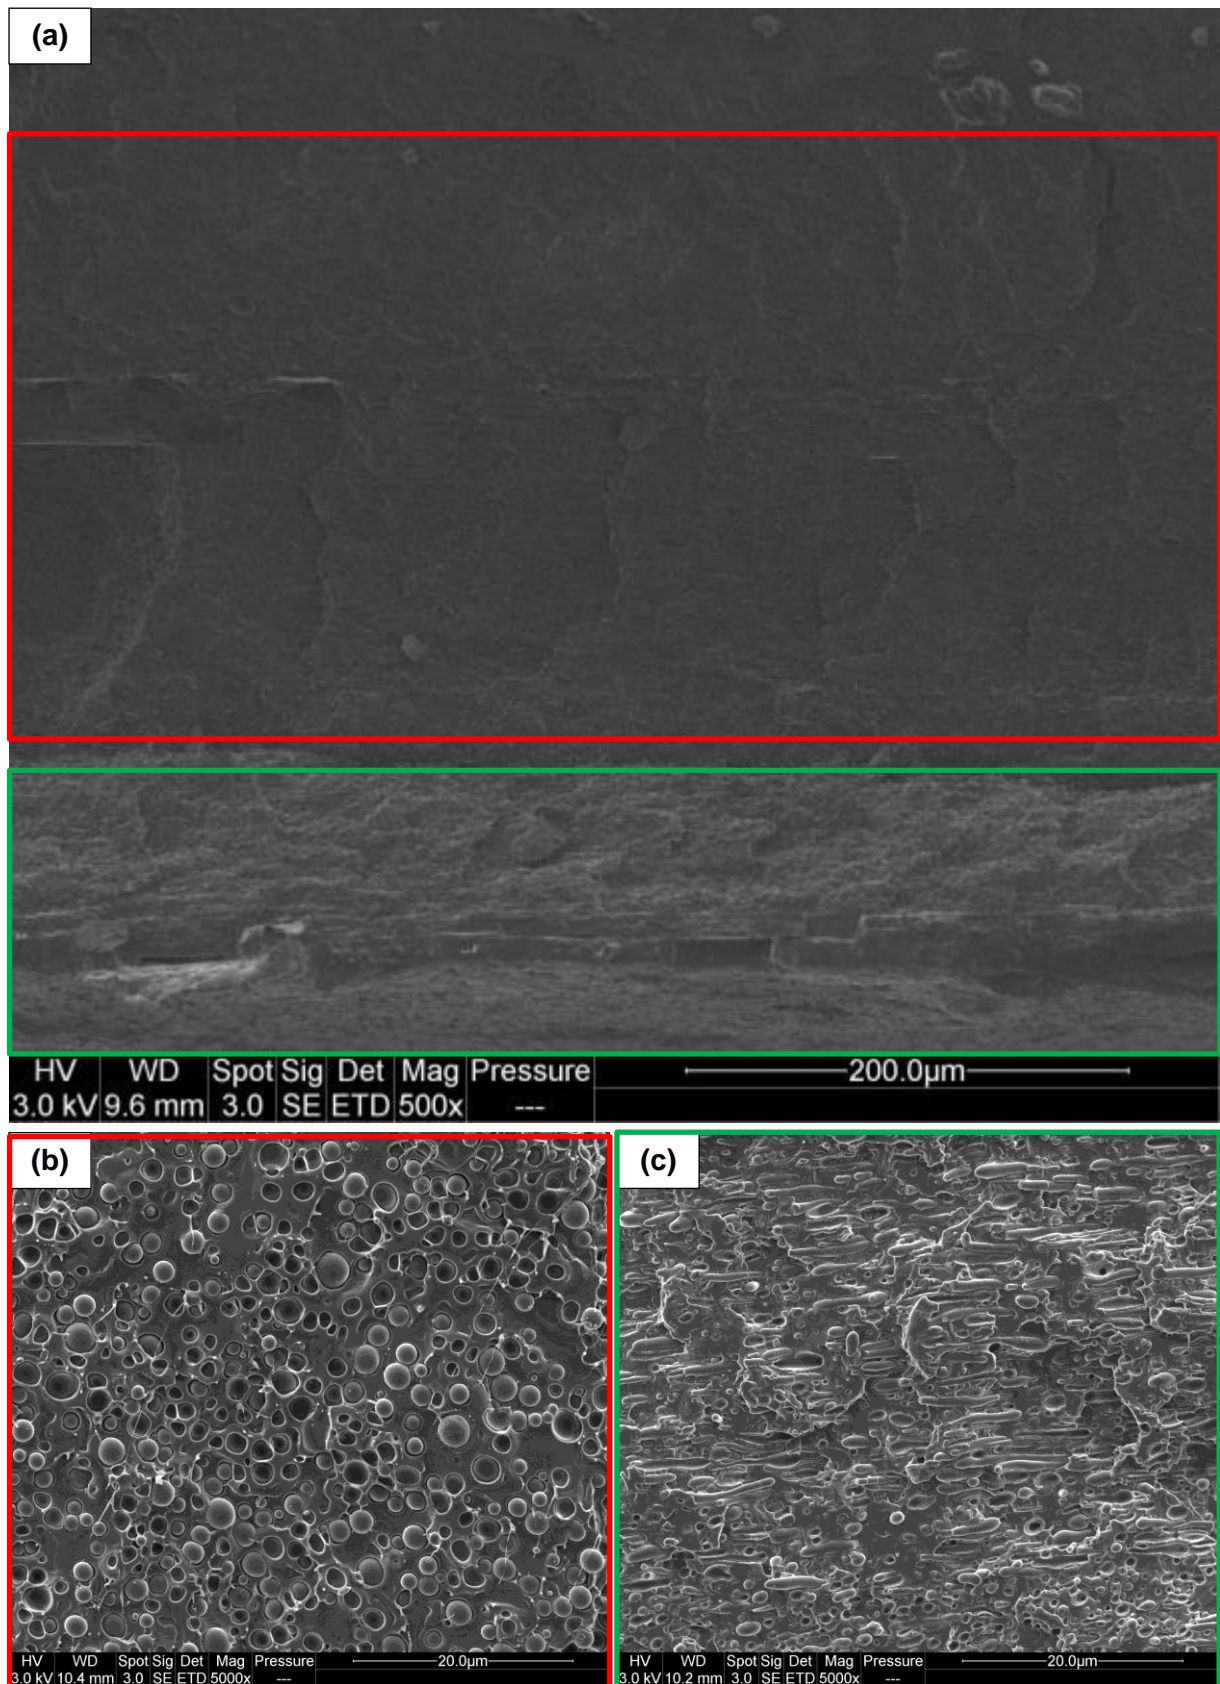 (a)
HV WD Spot Sig Det Mag Pressure 200.0µm
3.0 kV 9.6 mm 3.0 SE ETD 500x ---
(b) (c)
HV WD Spot Sig Det Mag Pressure 20.0µm
3.0 kV 10.4 mm 3.0 SE ETD 5000x ---
HV WD Spot Sig Det Mag Pressure 20.0µm
3.0 kV 10.2 mm 3.0 SE ETD 5000x ---